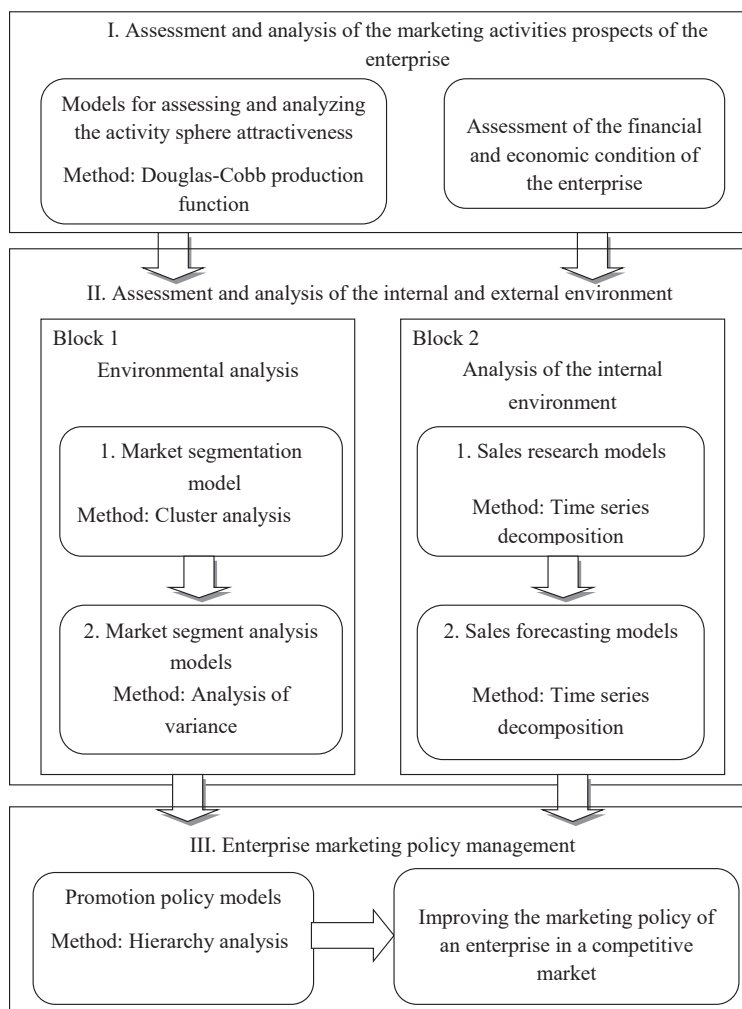 I. Assessment and analysis of the marketing activities prospects of the
enterprise
Models for assessing and analyzing
the activity sphere attractiveness
Method: Douglas-Cobb production
function
Assessment of the financial
and economic condition of
the enterprise
II. Assessment and analysis of the internal and external environment
Block 1
Environmental analysis
1. Market segmentation
model
Method: Cluster analysis
2. Market segment analysis
models
Method: Analysis of
variance
Block 2
Analysis of the internal
environment
1. Sales research models
Method: Time series
decomposition
2. Sales forecasting models
Method: Time series
decomposition
III. Enterprise marketing policy management
Promotion policy models
Method: Hierarchy analysis
Improving the marketing policy of
an enterprise in a competitive
market